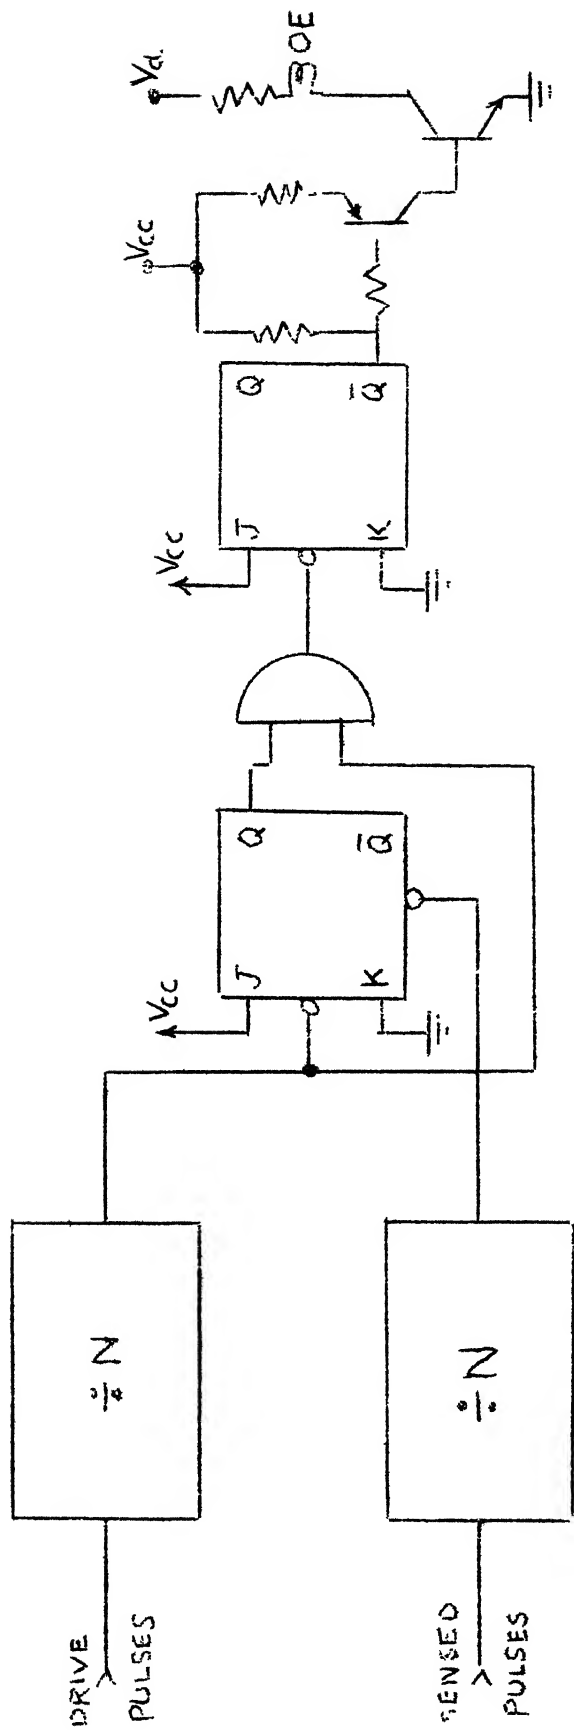 DRIVE
PULSES
÷ N
SENSED
PULSES
÷ N
Vcc
J
Q
K
Q̅
Vcc
J
Q
K
Q̅
Vcc
Vd.
OE